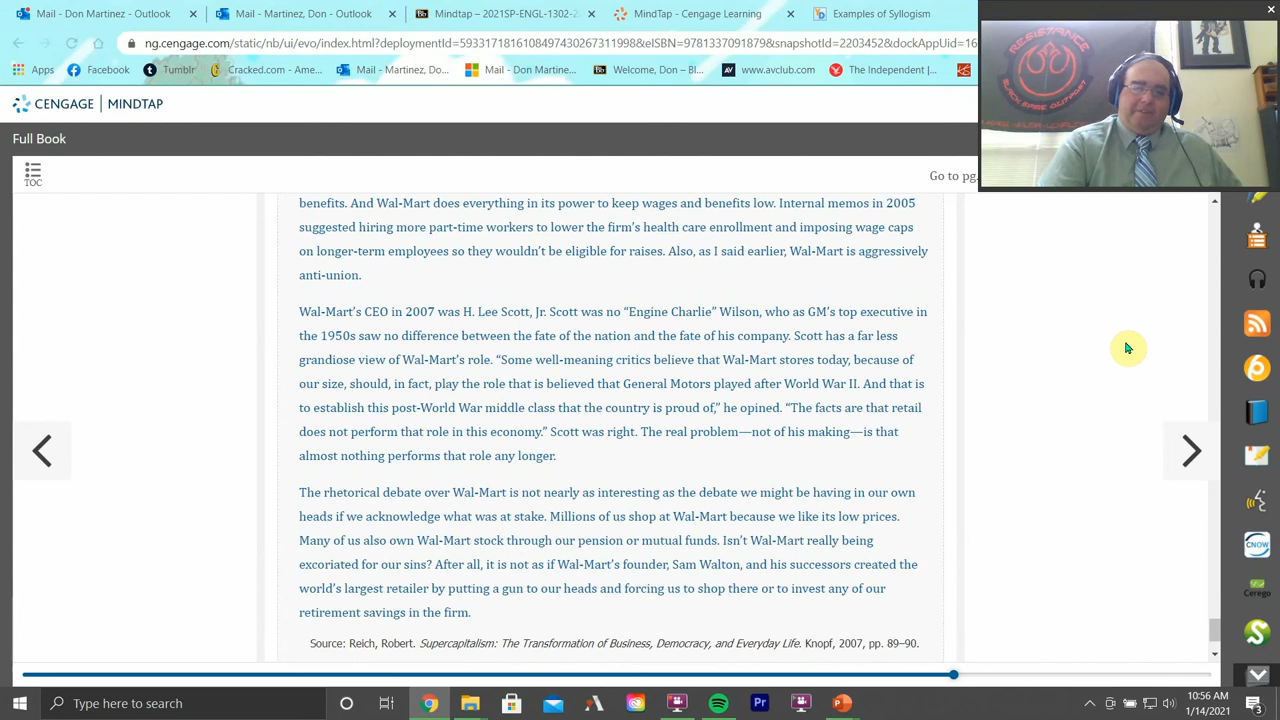 Mail - Martinez, Don - Outlook
Mail - Martinez, Don - Outlook
Bb Mindtap – 2021SP-ENGL-1302-2
MindTap - Cengage Learning
Examples of Syllogism
ng.cengage.com/static/nb/ui/evo/index.html?deploymentId=5933171816108497430267311998&eISBN=9781337091879&snapshotId=2203452&dockAppUid=16
Apps
Facebook
Tumblr
Cracked.com - Ame...
Mail - Martinez, Do...
Mail - Don Martine...
Bb Welcome, Don – Bl...
AV www.avclub.com
The Independent |...
RESISTANCE
CENGAGE | MINDTAP
Full Book
TOC
Go to pg.
benefits. And Wal-Mart does everything in its power to keep wages and benefits low. Internal memos in 2005
suggested hiring more part-time workers to lower the firm's health care enrollment and imposing wage caps
on longer-term employees so they wouldn't be eligible for raises. Also, as I said earlier, Wal-Mart is aggressively
anti-union.
Wal-Mart's CEO in 2007 was H. Lee Scott, Jr. Scott was no “Engine Charlie” Wilson, who as GM's top executive in
the 1950s saw no difference between the fate of the nation and the fate of his company. Scott has a far less
grandiose view of Wal-Mart's role. “Some well-meaning critics believe that Wal-Mart stores today, because of
our size, should, in fact, play the role that is believed that General Motors played after World War II. And that is
to establish this post-World War middle class that the country is proud of,” he opined. “The facts are that retail
does not perform that role in this economy.” Scott was right. The real problem—not of his making—is that
almost nothing performs that role any longer.
The rhetorical debate over Wal-Mart is not nearly as interesting as the debate we might be having in our own
heads if we acknowledge what was at stake. Millions of us shop at Wal-Mart because we like its low prices.
Many of us also own Wal-Mart stock through our pension or mutual funds. Isn't Wal-Mart really being
excoriated for our sins? After all, it is not as if Wal-Mart's founder, Sam Walton, and his successors created the
world's largest retailer by putting a gun to our heads and forcing us to shop there or to invest any of our
retirement savings in the firm.
Source: Reich, Robert. Supercapitalism: The Transformation of Business, Democracy, and Everyday Life. Knopf, 2007, pp. 89–90.
CNOW
Cerego
Type here to search
Pr
10:56 AM
1/14/2021
3